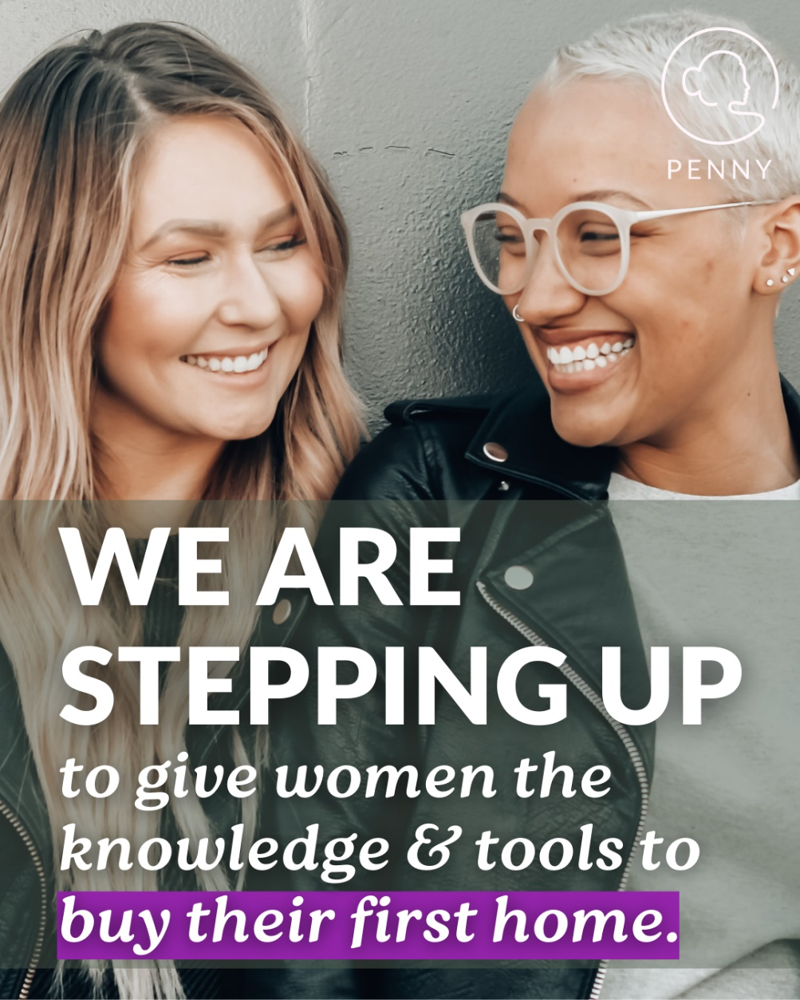 PENNY
WE ARE
STEPPING UP
to give women the
knowledge & tools to
buy their first home.